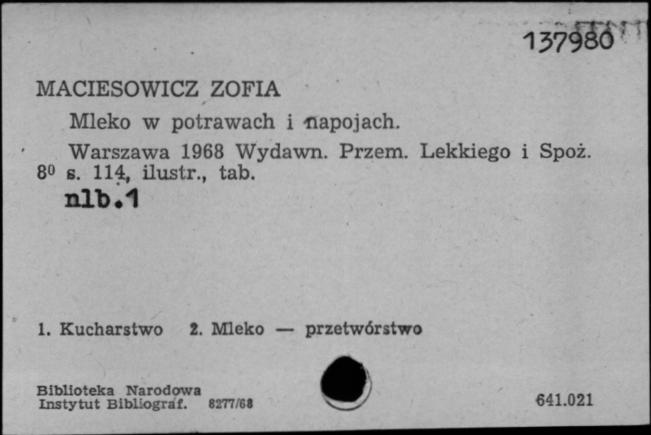 137980
MACIESOWICZ ZOFIA
Mleko w potrawach i napojach.
Warszawa 1968 Wydawn. Przem. Lekkiego i Spoż.
8⁰ s. 114, ilustr., tab.
nlb.1
1. Kucharstwo 2. Mleko — przetwórstwo
Biblioteka Narodowa
Instytut Bibliograf. 8277/68
641.021